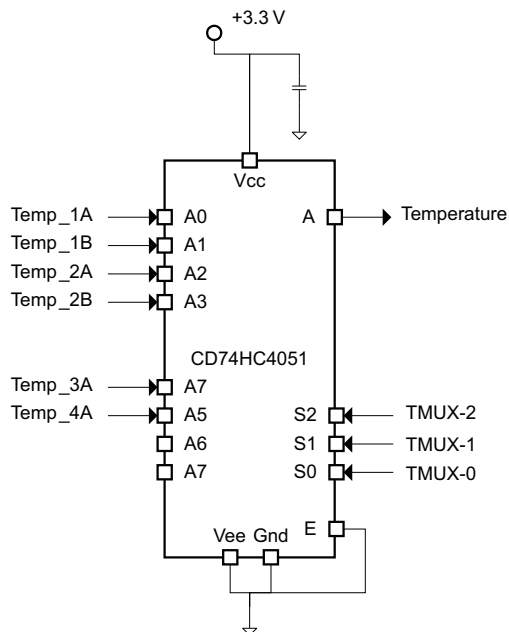 +3.3 V
Vcc
Temp_1A A0 A Temperature
Temp_1B A1
Temp_2A A2
Temp_2B A3
CD74HC4051
Temp_3A A7
Temp_4A A5 S2 TMUX-2
A6 S1 TMUX-1
A7 S0 TMUX-0
E
Vee Gnd